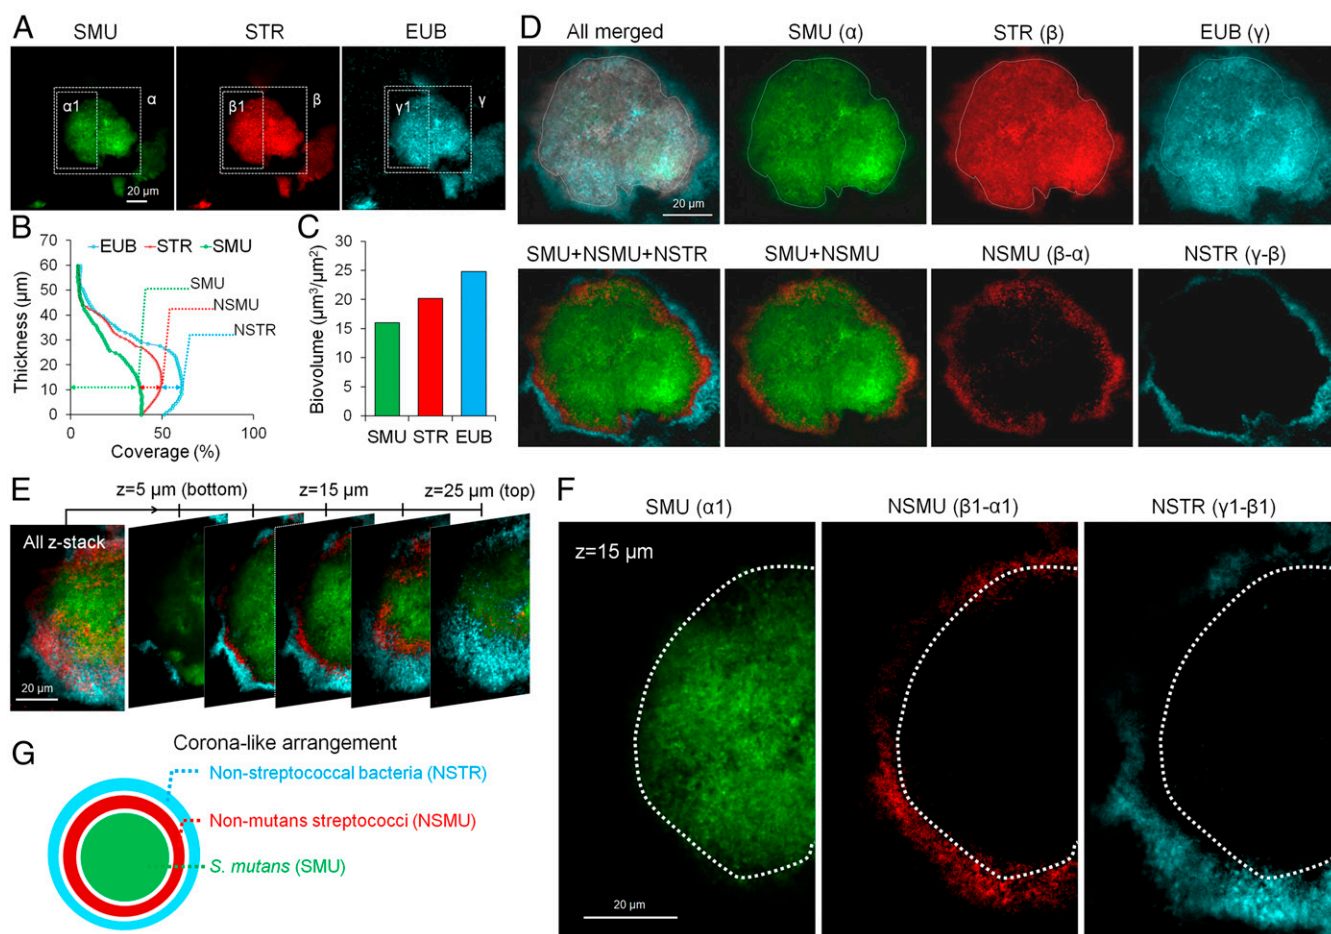 A
SMU STR EUB
α1 α β1 β γ1 γ
20 µm
B
EUB STR SMU
Thickness (µm)
70
60
50
40
30
20
10
0
SMU
NSMU
NSTR
0 50 100
Coverage (%)
C
Biovolume (µm³/µm²)
30
25
20
15
10
5
0
SMU STR EUB
D
All merged SMU (α) STR (β) EUB (γ)
20 µm
SMU+NSMU+NSTR SMU+NSMU NSMU (β-α) NSTR (γ-β)
E
z=5 µm (bottom) z=15 µm z=25 µm (top)
All z-stack
20 µm
F
SMU (α1) NSMU (β1-α1) NSTR (γ1-β1)
z=15 µm
20 µm
G
Corona-like arrangement
Non-streptococcal bacteria (NSTR)
Non-mutans streptococci (NSMU)
S. mutans (SMU)